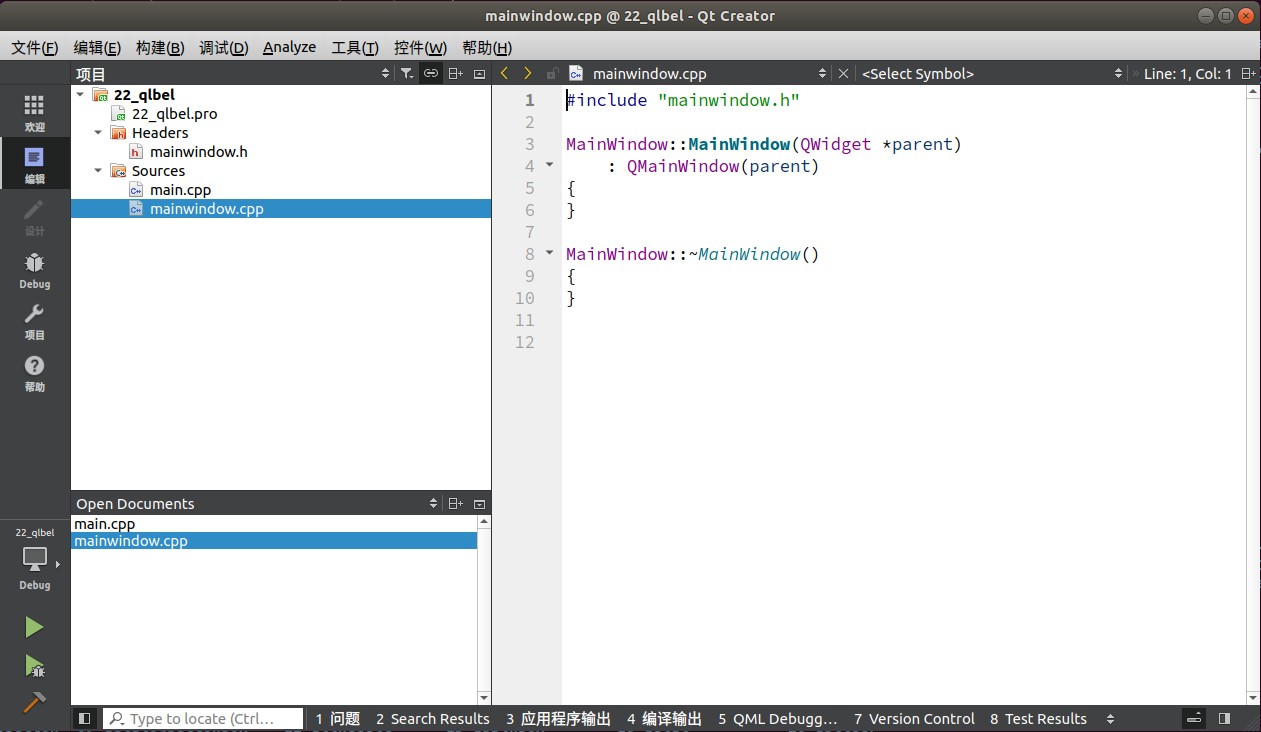 mainwindow.cpp @ 22_qlbel - Qt Creator
文件(F) 编辑(E) 构建(B) 调试(D) Analyze 工具(T) 控件(W) 帮助(H)
项目
mainwindow.cpp <Select Symbol> Line: 1, Col: 1
欢迎
编辑
设计
Debug
项目
帮助
22_qlbel
Debug
22_qlbel
22_qlbel.pro
Headers
mainwindow.h
Sources
main.cpp
mainwindow.cpp
Open Documents
main.cpp
mainwindow.cpp
1 #include "mainwindow.h"
2
3 MainWindow::MainWindow(QWidget *parent)
4     : QMainWindow(parent)
5 {
6 }
7
8 MainWindow::~MainWindow()
9 {
10 }
11
12
Type to locate (Ctrl... 1 问题 2 Search Results 3 应用程序输出 4 编译输出 5 QML Debugg... 7 Version Control 8 Test Results